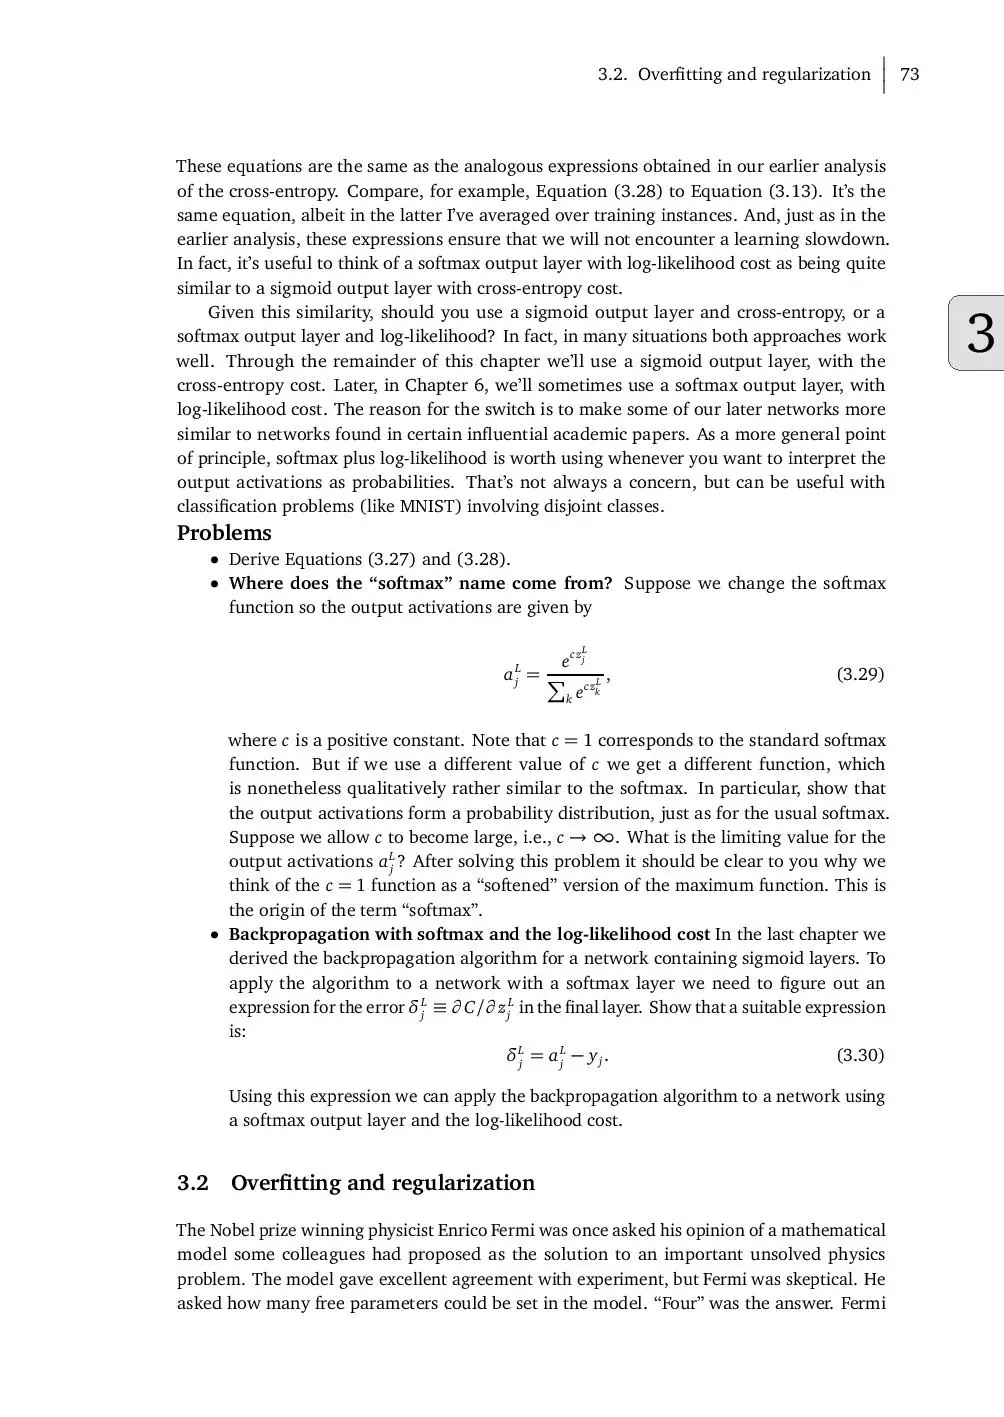 3.2. Overfitting and regularization 73
These equations are the same as the analogous expressions obtained in our earlier analysis
of the cross-entropy. Compare, for example, Equation (3.28) to Equation (3.13). It's the
same equation, albeit in the latter I've averaged over training instances. And, just as in the
earlier analysis, these expressions ensure that we will not encounter a learning slowdown.
In fact, it's useful to think of a softmax output layer with log-likelihood cost as being quite
similar to a sigmoid output layer with cross-entropy cost.
Given this similarity, should you use a sigmoid output layer and cross-entropy, or a
softmax output layer and log-likelihood? In fact, in many situations both approaches work
well. Through the remainder of this chapter we'll use a sigmoid output layer, with the
cross-entropy cost. Later, in Chapter 6, we'll sometimes use a softmax output layer, with
log-likelihood cost. The reason for the switch is to make some of our later networks more
similar to networks found in certain influential academic papers. As a more general point
of principle, softmax plus log-likelihood is worth using whenever you want to interpret the
output activations as probabilities. That's not always a concern, but can be useful with
classification problems (like MNIST) involving disjoint classes.
3
Problems
• Derive Equations (3.27) and (3.28).
• Where does the “softmax” name come from? Suppose we change the softmax
function so the output activations are given by
a_j^L = e^{cz_j^L} / ∑_k e^{cz_k^L}, (3.29)
where c is a positive constant. Note that c = 1 corresponds to the standard softmax
function. But if we use a different value of c we get a different function, which
is nonetheless qualitatively rather similar to the softmax. In particular, show that
the output activations form a probability distribution, just as for the usual softmax.
Suppose we allow c to become large, i.e., c → ∞. What is the limiting value for the
output activations a_j^L? After solving this problem it should be clear to you why we
think of the c = 1 function as a “softened” version of the maximum function. This is
the origin of the term “softmax”.
• Backpropagation with softmax and the log-likelihood cost In the last chapter we
derived the backpropagation algorithm for a network containing sigmoid layers. To
apply the algorithm to a network with a softmax layer we need to figure out an
expression for the error δ_j^L ≡ ∂C/∂z_j^L in the final layer. Show that a suitable expression
is:
δ_j^L = a_j^L − y_j. (3.30)
Using this expression we can apply the backpropagation algorithm to a network using
a softmax output layer and the log-likelihood cost.
3.2 Overfitting and regularization
The Nobel prize winning physicist Enrico Fermi was once asked his opinion of a mathematical
model some colleagues had proposed as the solution to an important unsolved physics
problem. The model gave excellent agreement with experiment, but Fermi was skeptical. He
asked how many free parameters could be set in the model. “Four” was the answer. Fermi